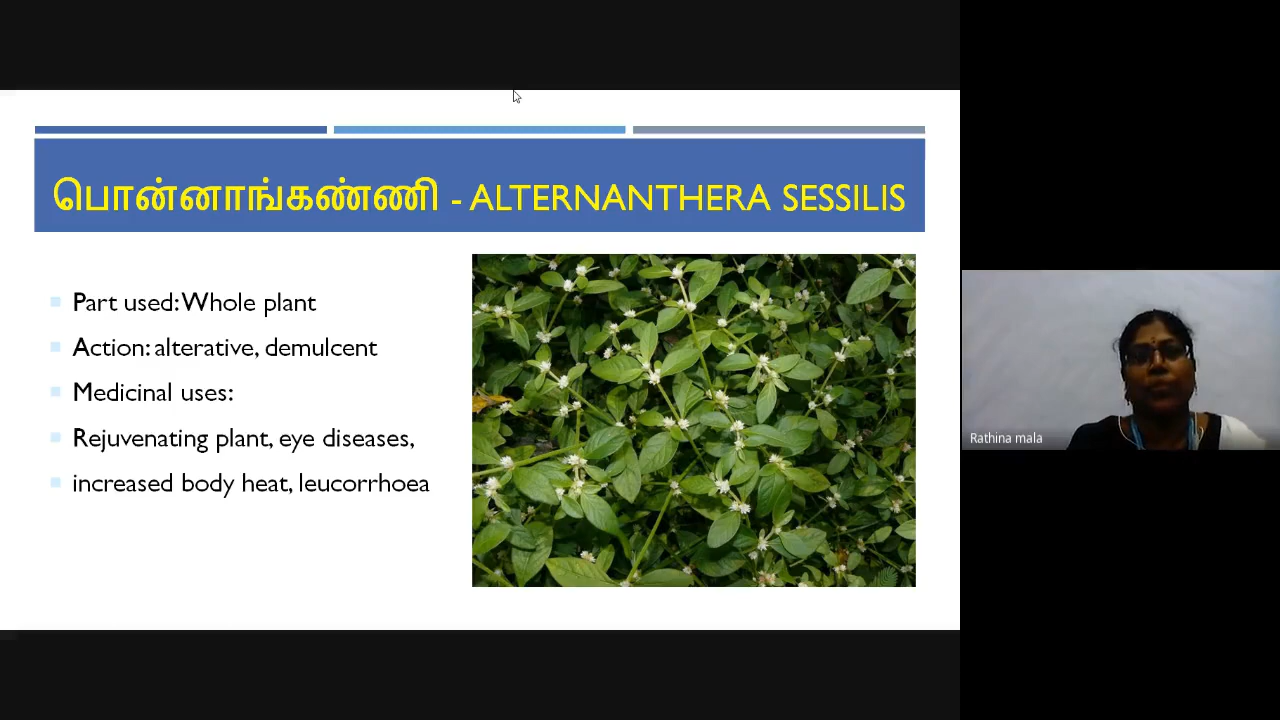 பொன்னாங்கண்ணி - ALTERNANTHERA SESSILIS
Part used: Whole plant
Action: alterative, demulcent
Medicinal uses:
Rejuvenating plant, eye diseases,
increased body heat, leucorrhoea
Rathina mala